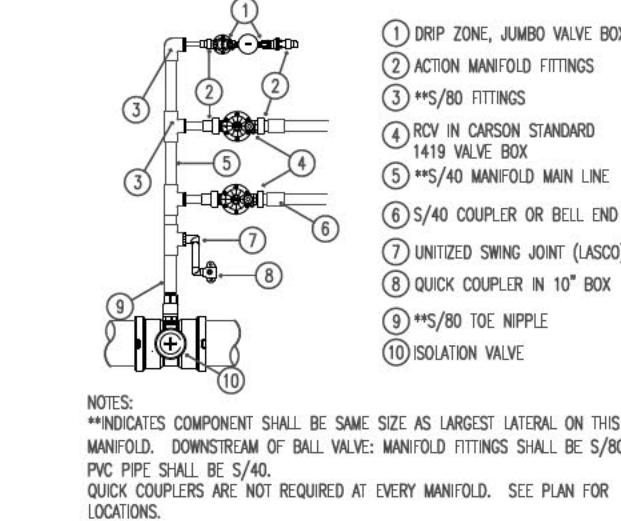 1 DRIP ZONE, JUMBO VALVE BOX
2 ACTION MANIFOLD FITTINGS
3 **S/80 FITTINGS
4 RCV IN CARSON STANDARD
1419 VALVE BOX
5 **S/40 MANIFOLD MAIN LINE
6 S/40 COUPLER OR BELL END
7 UNITIZED SWING JOINT (LASCO)
8 QUICK COUPLER IN 10" BOX
9 **S/80 TOE NIPPLE
10 ISOLATION VALVE
1
2
2
3
3
4
5
6
7
8
9
10
NOTES:
**INDICATES COMPONENT SHALL BE SAME SIZE AS LARGEST LATERAL ON THIS
MANIFOLD. DOWNSTREAM OF BALL VALVE: MANIFOLD FITTINGS SHALL BE S/80
PVC PIPE SHALL BE S/40.
QUICK COUPLERS ARE NOT REQUIRED AT EVERY MANIFOLD. SEE PLAN FOR
LOCATIONS.